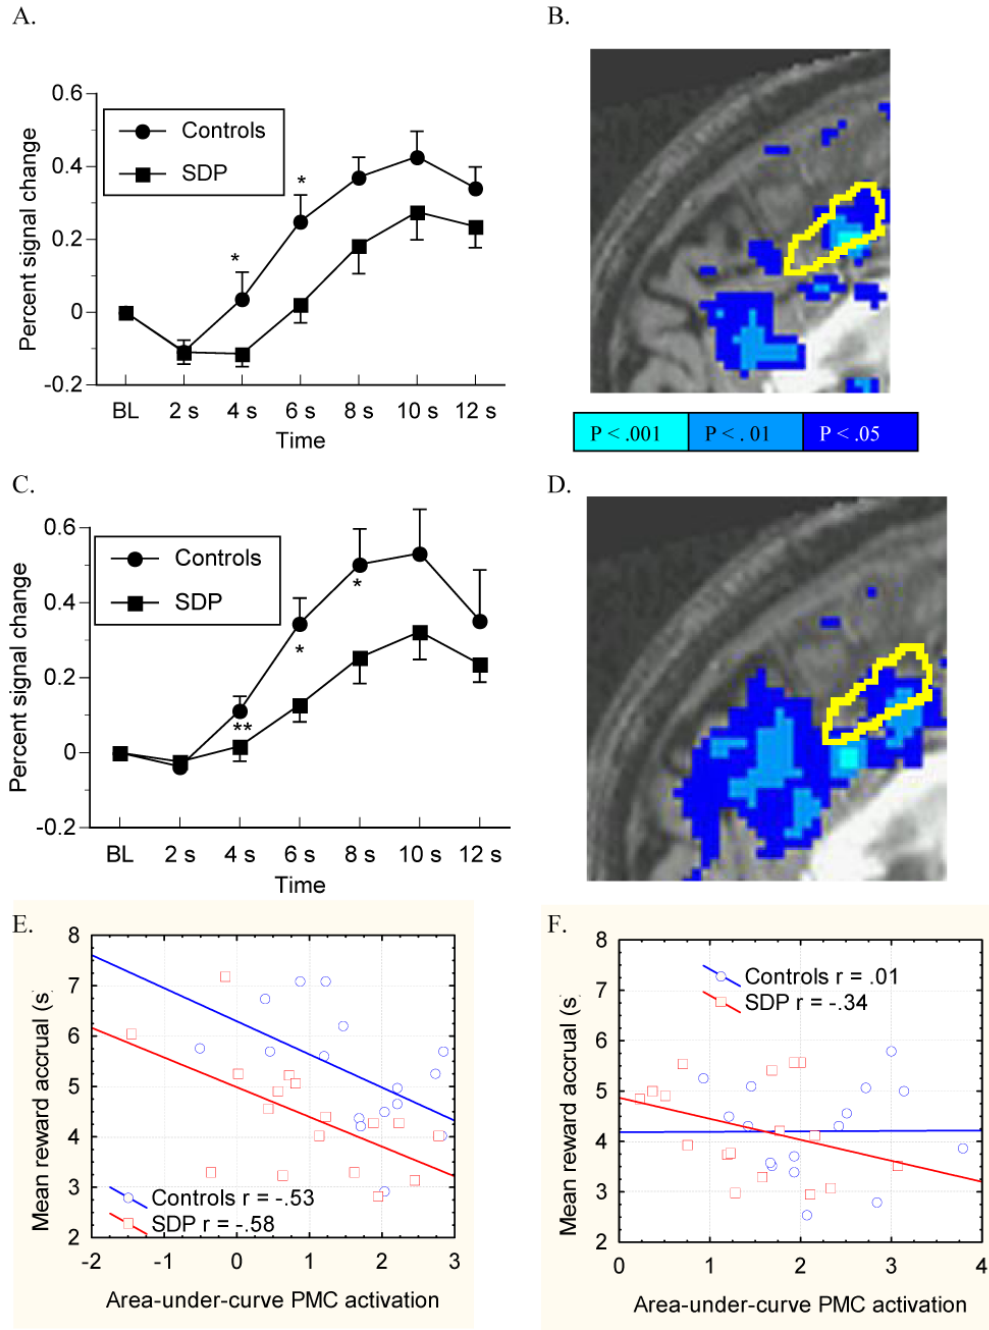 A.
B.
0.6
0.4
0.2
0
-0.2
Percent signal change
Controls
SDP
*
*
BL 2 s 4 s 6 s 8 s 10 s 12 s
Time
P < .001 P < . 01 P < .05
C.
D.
0.6
0.4
0.2
0
-0.2
Percent signal change
Controls
SDP
*
*
**
BL 2 s 4 s 6 s 8 s 10 s 12 s
Time
E.
8
7
6
5
4
3
2
Mean reward accrual (s)
Controls r = -.53
SDP r = -.58
-2 -1 0 1 2 3
Area-under-curve PMC activation
F.
8
7
6
5
4
3
2
Mean reward accrual (s)
Controls r = .01
SDP r = -.34
0 1 2 3 4
Area-under-curve PMC activation